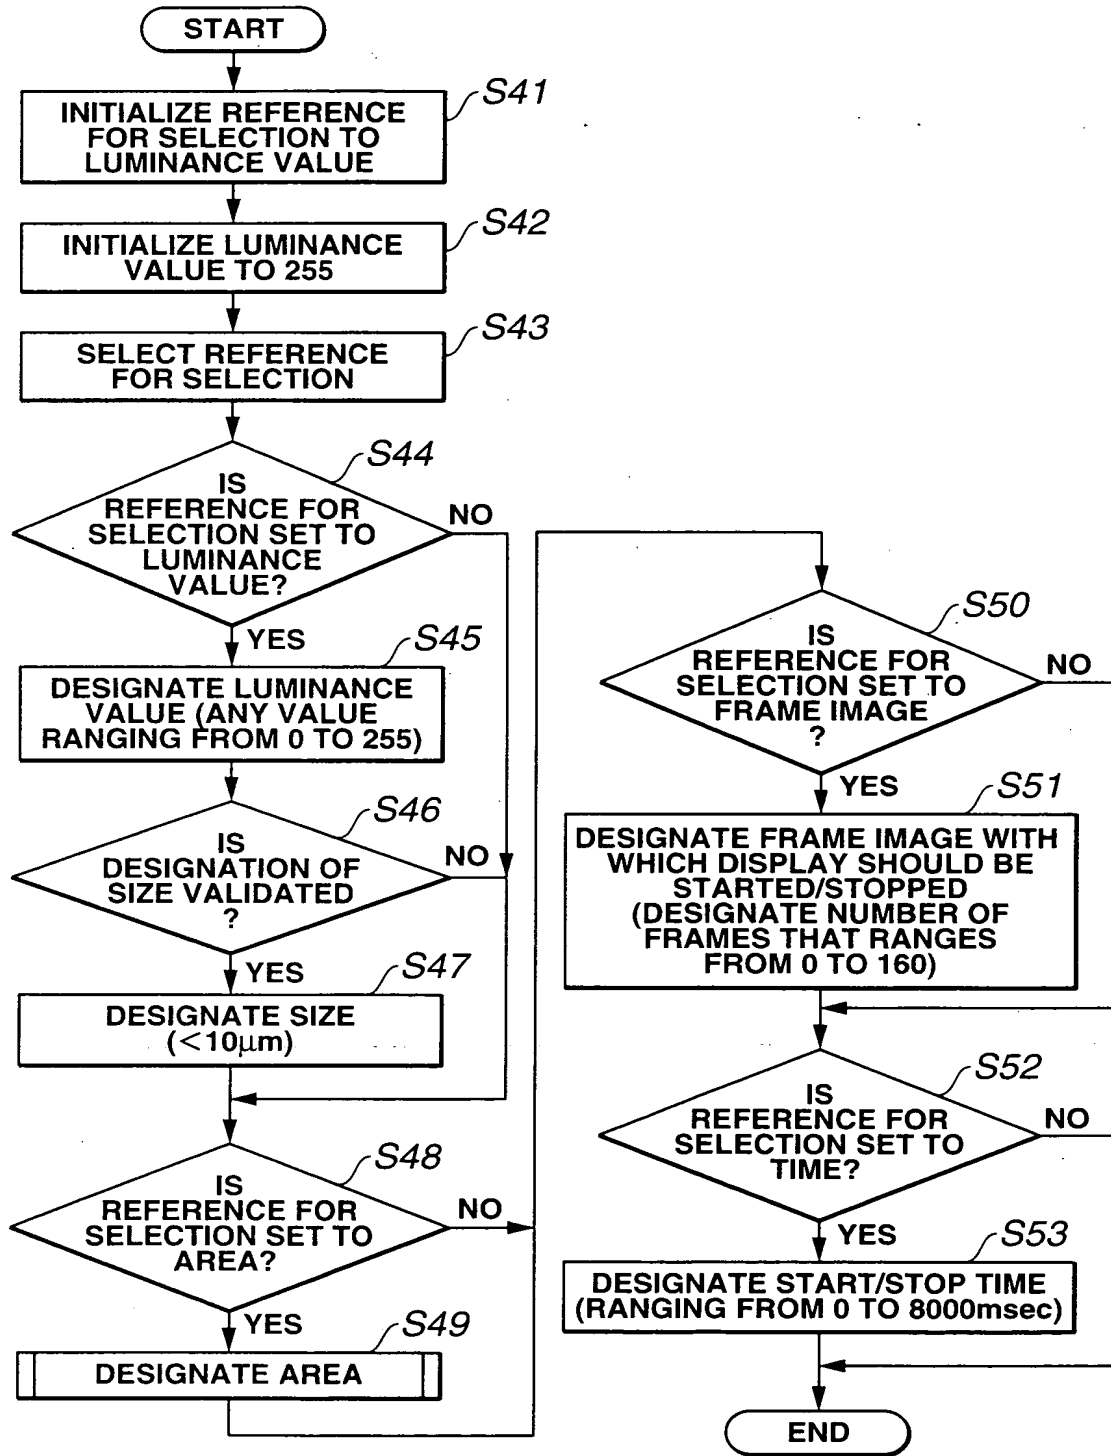 START
S41
INITIALIZE REFERENCE
FOR SELECTION TO
LUMINANCE VALUE
S42
INITIALIZE LUMINANCE
VALUE TO 255
S43
SELECT REFERENCE
FOR SELECTION
S44
IS
REFERENCE FOR
SELECTION SET TO
LUMINANCE
VALUE?
NO
YES
S45
DESIGNATE LUMINANCE
VALUE (ANY VALUE
RANGING FROM 0 TO 255)
S46
IS
DESIGNATION OF
SIZE VALIDATED
?
NO
YES
S47
DESIGNATE SIZE
(<10μm)
S48
IS
REFERENCE FOR
SELECTION SET TO
AREA?
NO
YES
S49
DESIGNATE AREA
S50
IS
REFERENCE FOR
SELECTION SET TO
FRAME IMAGE
?
NO
YES
S51
DESIGNATE FRAME IMAGE WITH
WHICH DISPLAY SHOULD BE
STARTED/STOPPED
(DESIGNATE NUMBER OF
FRAMES THAT RANGES
FROM 0 TO 160)
S52
IS
REFERENCE FOR
SELECTION SET TO
TIME?
NO
YES
S53
DESIGNATE START/STOP TIME
(RANGING FROM 0 TO 8000msec)
END